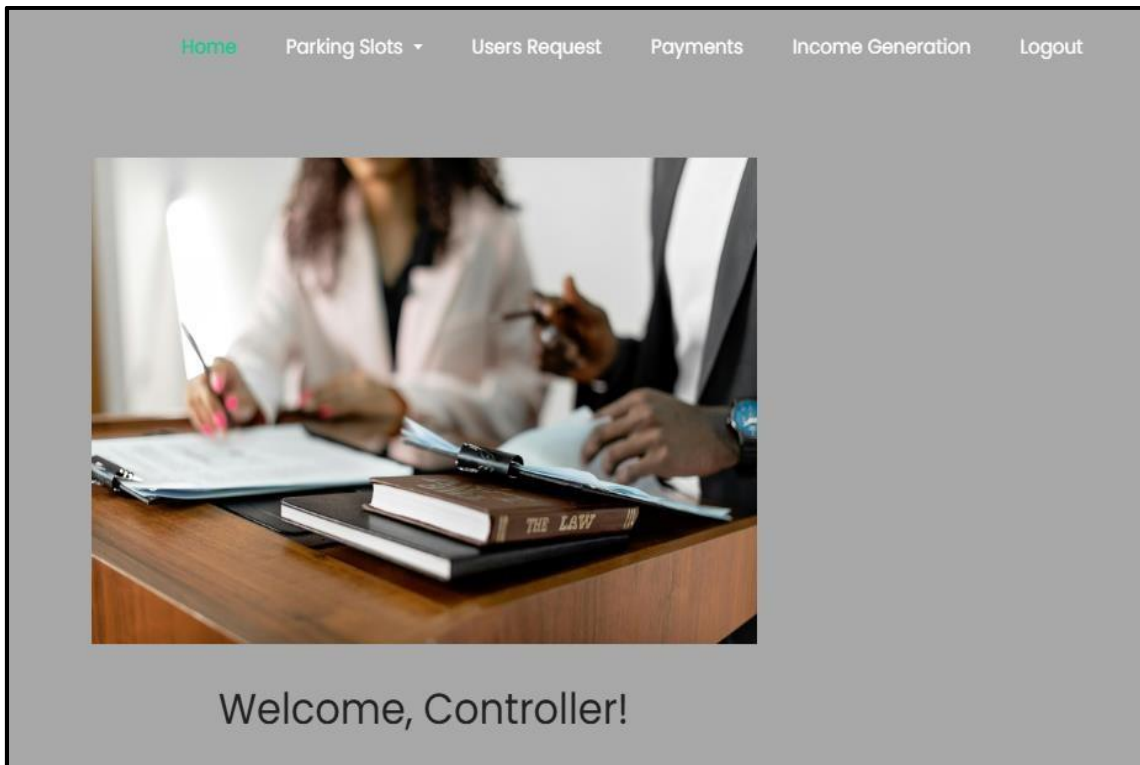 Home Parking Slots Users Request Payments Income Generation Logout
THE LAW
Welcome, Controller!